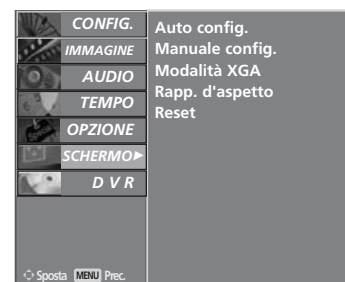 CONFIG.
IMMAGINE
AUDIO
TEMPO
OPZIONE
SCHERMO►
D V R
Auto config.
Manuale config.
Modalità XGA
Rapp. d'aspetto
Reset
Sposta MENU Prec.